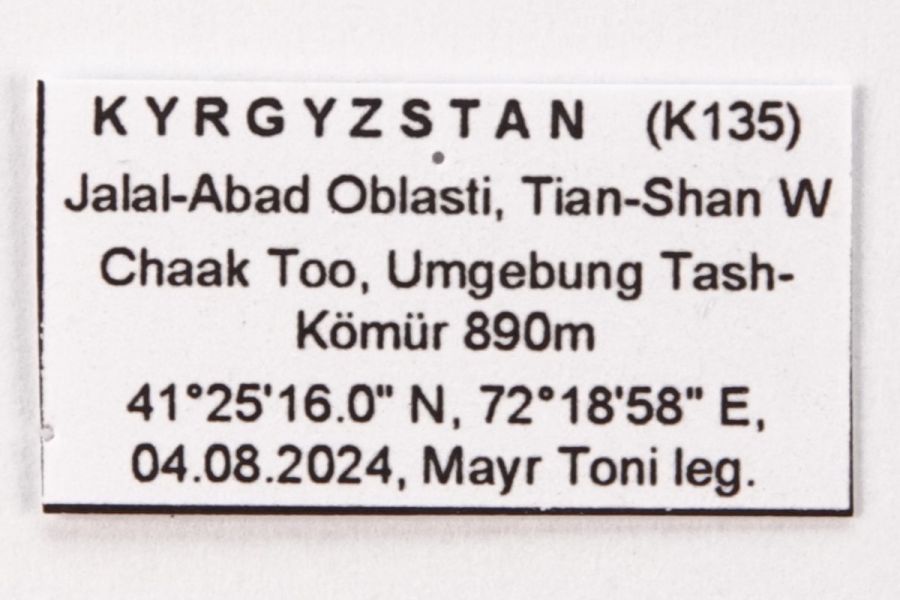 KYRGYZSTAN (K135)
Jalal-Abad Oblasti, Tian-Shan W
Chaak Too, Umgebung Tash-
Kömür 890m
41°25'16.0" N, 72°18'58" E,
04.08.2024, Mayr Toni leg.